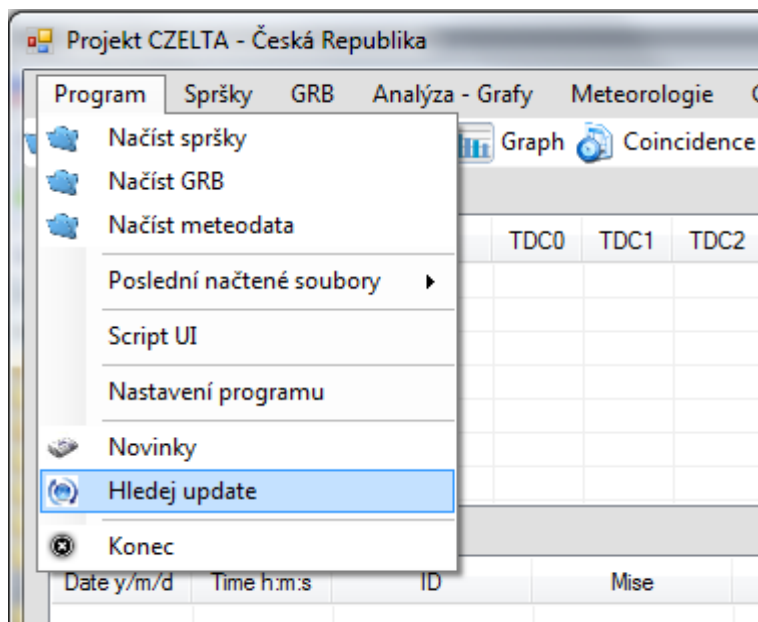 Projekt CZELTA - Česká Republika
Program Spršky GRB Analýza - Grafy Meteorologie
Načíst spršky
Graph Coincidence
Načíst GRB
Načíst meteodata
TDC0 TDC1 TDC2
Poslední načtené soubory
Script UI
Nastavení programu
Novinky
Hledej update
Konec
Date y/m/d Time h:m:s ID Mise